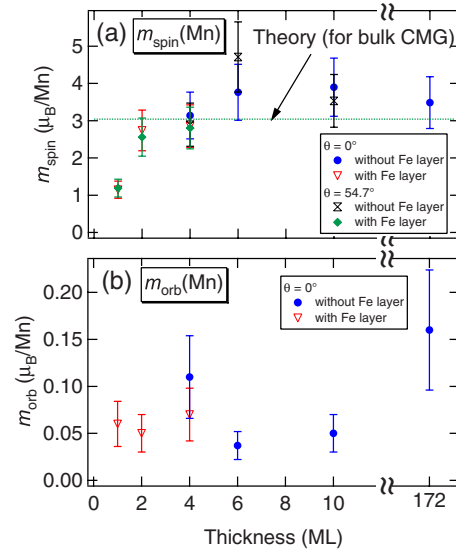 (a) m_spin(Mn)
Theory (for bulk CMG)
m_spin (μ_B/Mn)
5
4
3
2
1
0
θ = 0°
without Fe layer
with Fe layer
θ = 54.7°
without Fe layer
with Fe layer
(b) m_orb(Mn)
m_orb (μ_B/Mn)
0.20
0.15
0.10
0.05
0.00
θ = 0°
without Fe layer
with Fe layer
0 2 4 6 8 10 172
Thickness (ML)